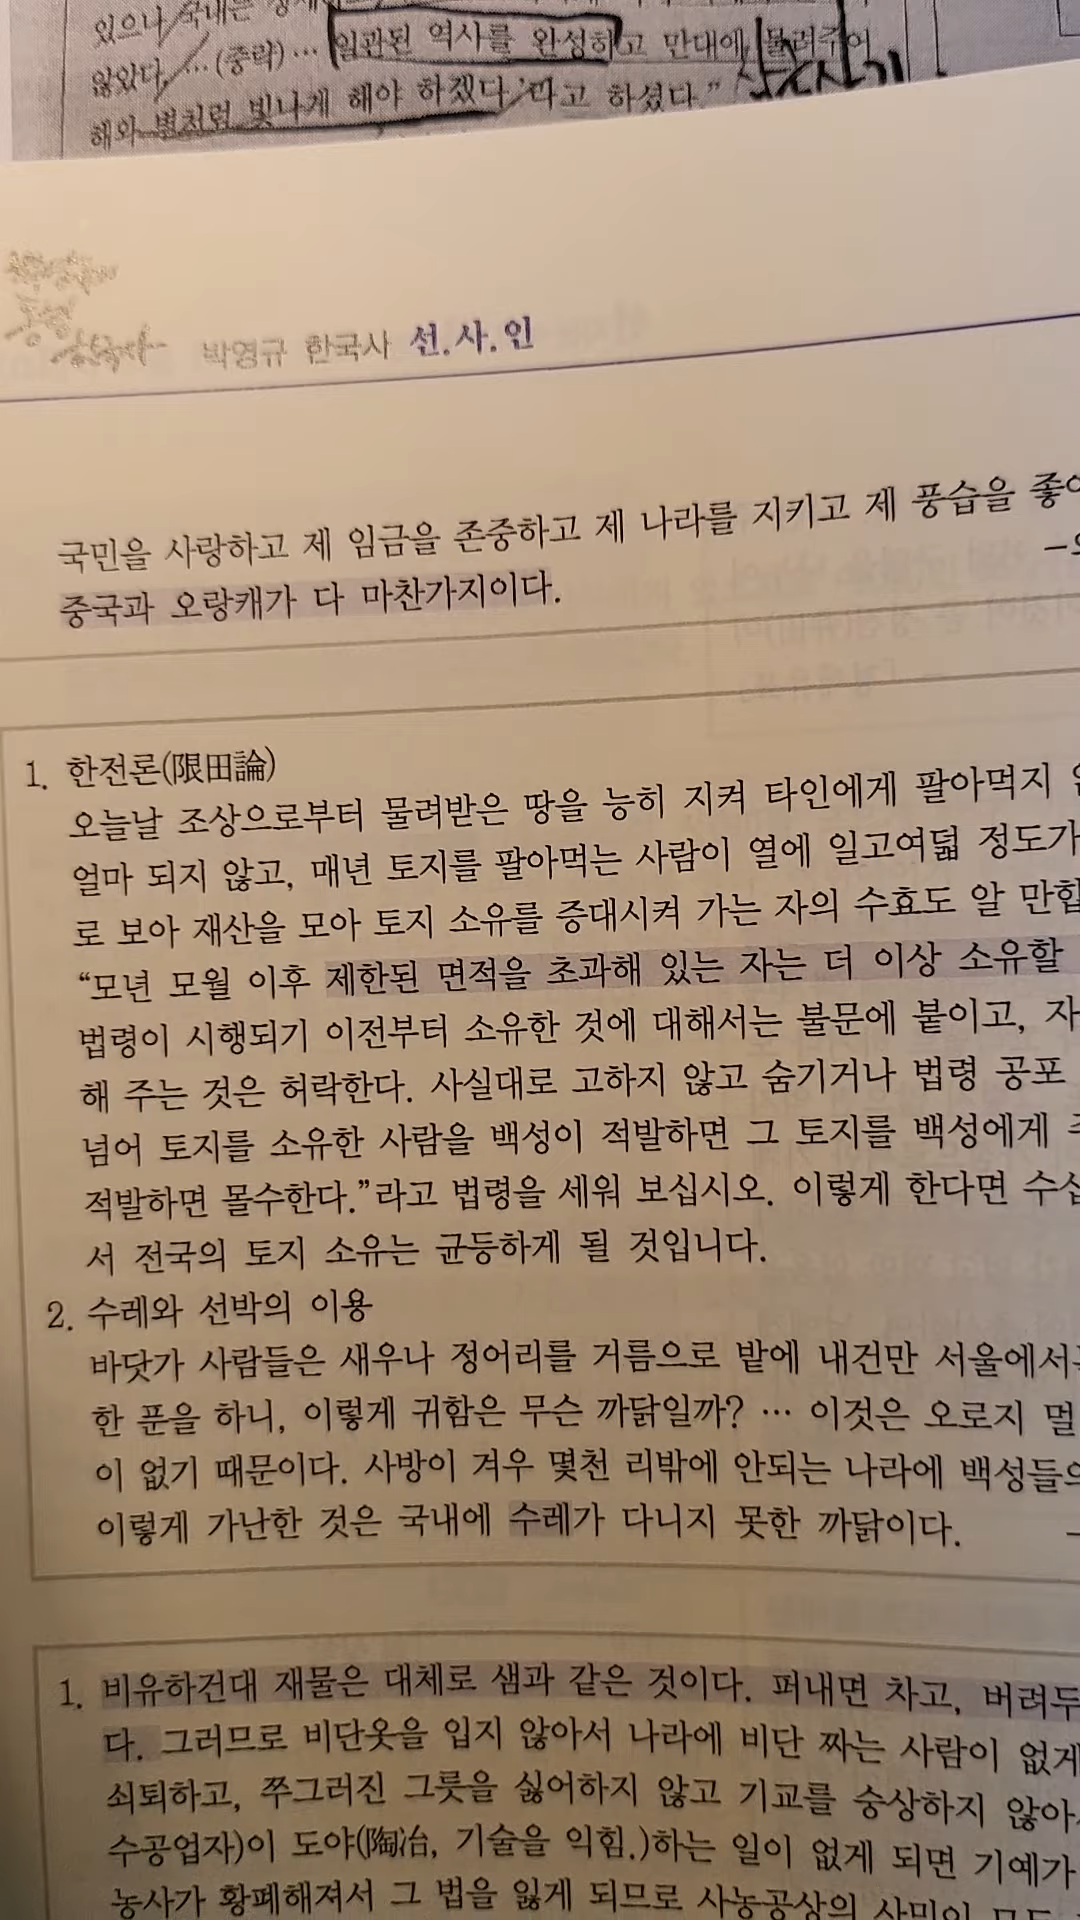 있으나 국내는
않았다. … (중략) … 일관된 역사를 완성하고 만대에 물려주어
해와 별처럼 빛나게 해야 하겠다’라고 하셨다.”
박영규 한국사 선.사.인
국민을 사랑하고 제 임금을 존중하고 제 나라를 지키고 제 풍습을
중국과 오랑캐가 다 마찬가지이다.
1. 한전론(限田論)
오늘날 조상으로부터 물려받은 땅을 능히 지켜 타인에게 팔아먹지
얼마 되지 않고, 매년 토지를 팔아먹는 사람이 열에 일고여덟 정도가
로 보아 재산을 모아 토지 소유를 증대시켜 가는 자의 수효도 알
“모년 모월 이후 제한된 면적을 초과해 있는 자는 더 이상 소유할
법령이 시행되기 이전부터 소유한 것에 대해서는 불문에 붙이고, 자
해 주는 것은 허락한다. 사실대로 고하지 않고 숨기거나 법령 공포
넘어 토지를 소유한 사람을 백성이 적발하면 그 토지를 백성에게
적발하면 몰수한다.”라고 법령을 세워 보십시오. 이렇게 한다면
서 전국의 토지 소유는 균등하게 될 것입니다.
2. 수레와 선박의 이용
바닷가 사람들은 새우나 정어리를 거름으로 밭에 내건만 서울에서
한 푼을 하니, 이렇게 귀함은 무슨 까닭일까? … 이것은 오로지 멀
이 없기 때문이다. 사방이 겨우 몇천 리밖에 안되는 나라에 백성들
이렇게 가난한 것은 국내에 수레가 다니지 못한 까닭이다.
1. 비유하건대 재물은 대체로 샘과 같은 것이다. 퍼내면 차고, 버려두
다. 그러므로 비단옷을 입지 않아서 나라에 비단 짜는 사람이 없게
쇠퇴하고, 쭈그러진 그릇을 싫어하지 않고 기교를 숭상하지 않아
수공업자)이 도야(陶冶, 기술을 익힘.)하는 일이 없게 되면 기예가
농사가 황폐해져서 그 법을 잃게 되므로 사농공상의 사민이 모두